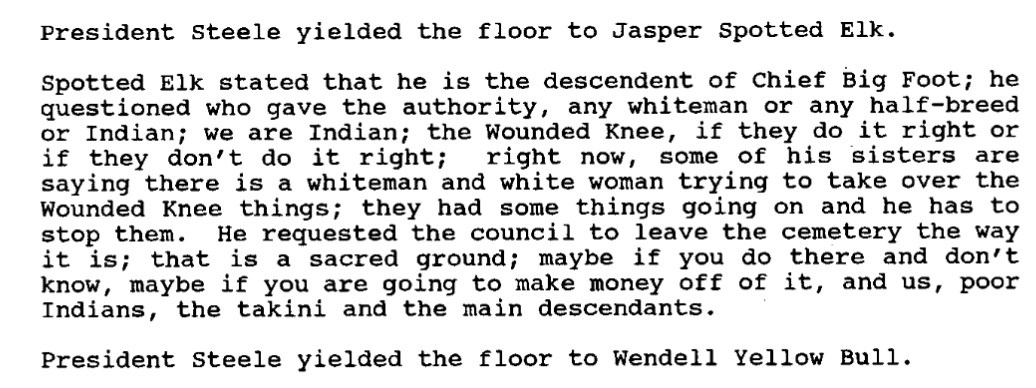 President Steele yielded the floor to Jasper Spotted Elk.
Spotted Elk stated that he is the descendent of Chief Big Foot; he
questioned who gave the authority, any whiteman or any half-breed
or Indian; we are Indian; the Wounded Knee, if they do it right or
if they don't do it right; right now, some of his sisters are
saying there is a whiteman and white woman trying to take over the
Wounded Knee things; they had some things going on and he has to
stop them. He requested the council to leave the cemetery the way
it is; that is a sacred ground; maybe if you do there and don't
know, maybe if you are going to make money off of it, and us, poor
Indians, the takini and the main descendants.
President Steele yielded the floor to Wendell Yellow Bull.